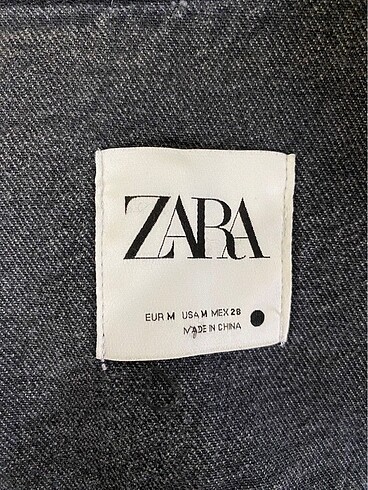 ZARA
EUR M USA M MEX 28
MADE IN CHINA